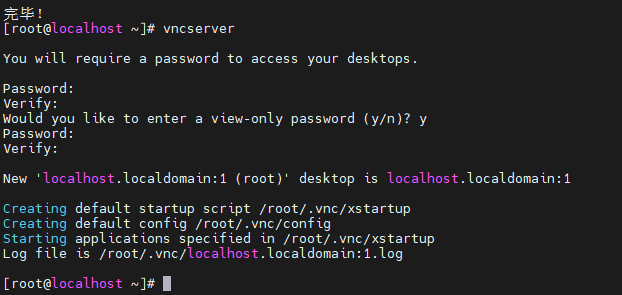 完毕！
[root@localhost ~]# vncserver
You will require a password to access your desktops.
Password:
Verify:
Would you like to enter a view-only password (y/n)? y
Password:
Verify:
New 'localhost.localdomain:1 (root)' desktop is localhost.localdomain:1
Creating default startup script /root/.vnc/xstartup
Creating default config /root/.vnc/config
Starting applications specified in /root/.vnc/xstartup
Log file is /root/.vnc/localhost.localdomain:1.log
[root@localhost ~]#